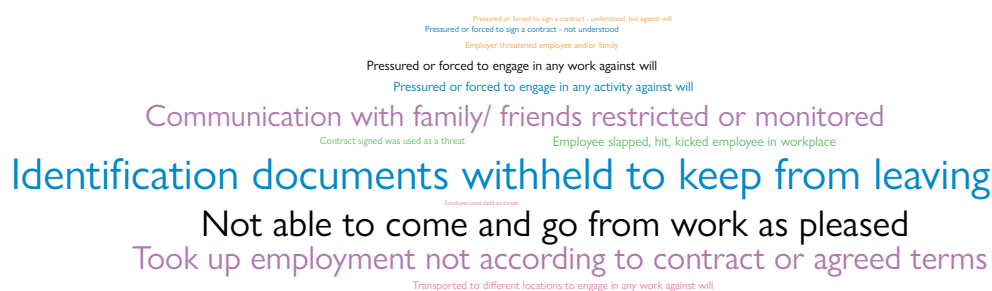 Pressured or forced to sign a contract - understood, but against will
Pressured or forced to sign a contract - not understood
Employer threatened employee and/or family
Pressured or forced to engage in any work against will
Pressured or forced to engage in any activity against will
Communication with family/ friends restricted or monitored
Contract signed was used as a threat
Employee slapped, hit, kicked employee in workplace
Identification documents withheld to keep from leaving
Employer used debt as threat
Not able to come and go from work as pleased
Took up employment not according to contract or agreed terms
Transported to different locations to engage in any work against will